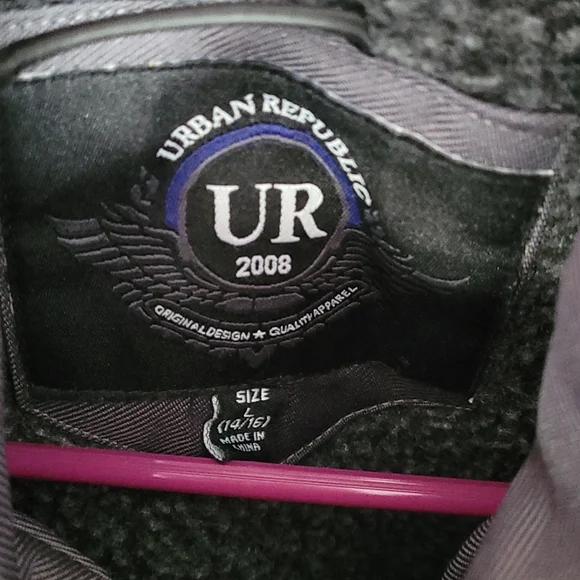 URBAN REPUBLIC
UR
2008
ORIGINAL DESIGN ★ QUALITY APPAREL
SIZE
L
(14/16)
MADE IN
CHINA